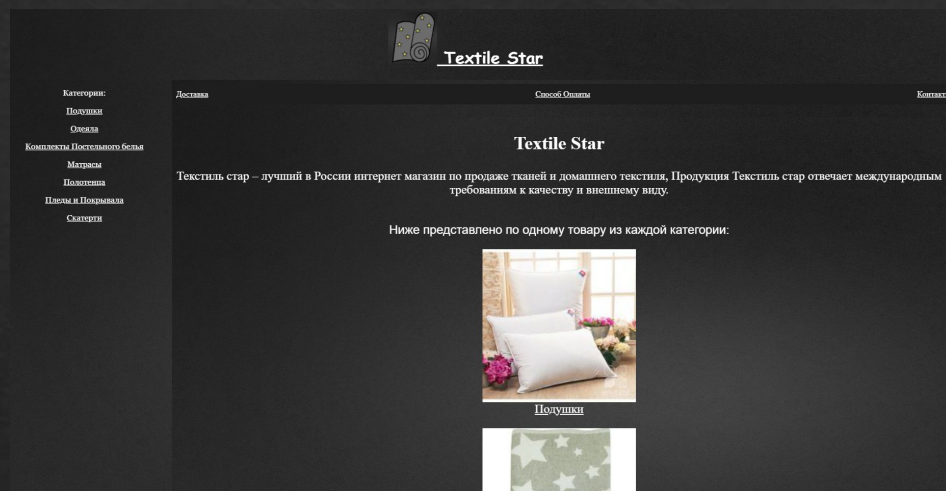 Textile Star
Категории:
Подушки
Одеяла
Комплекты Постельного белья
Матрасы
Полотенца
Пледы и Покрывала
Скатерти
Доставка
Способ Оплаты
Контакт
Textile Star
Текстиль стар – лучший в России интернет магазин по продаже тканей и домашнего текстиля, Продукция Текстиль стар отвечает международным
требованиям к качеству и внешнему виду.
Ниже представлено по одному товару из каждой категории:
Подушки